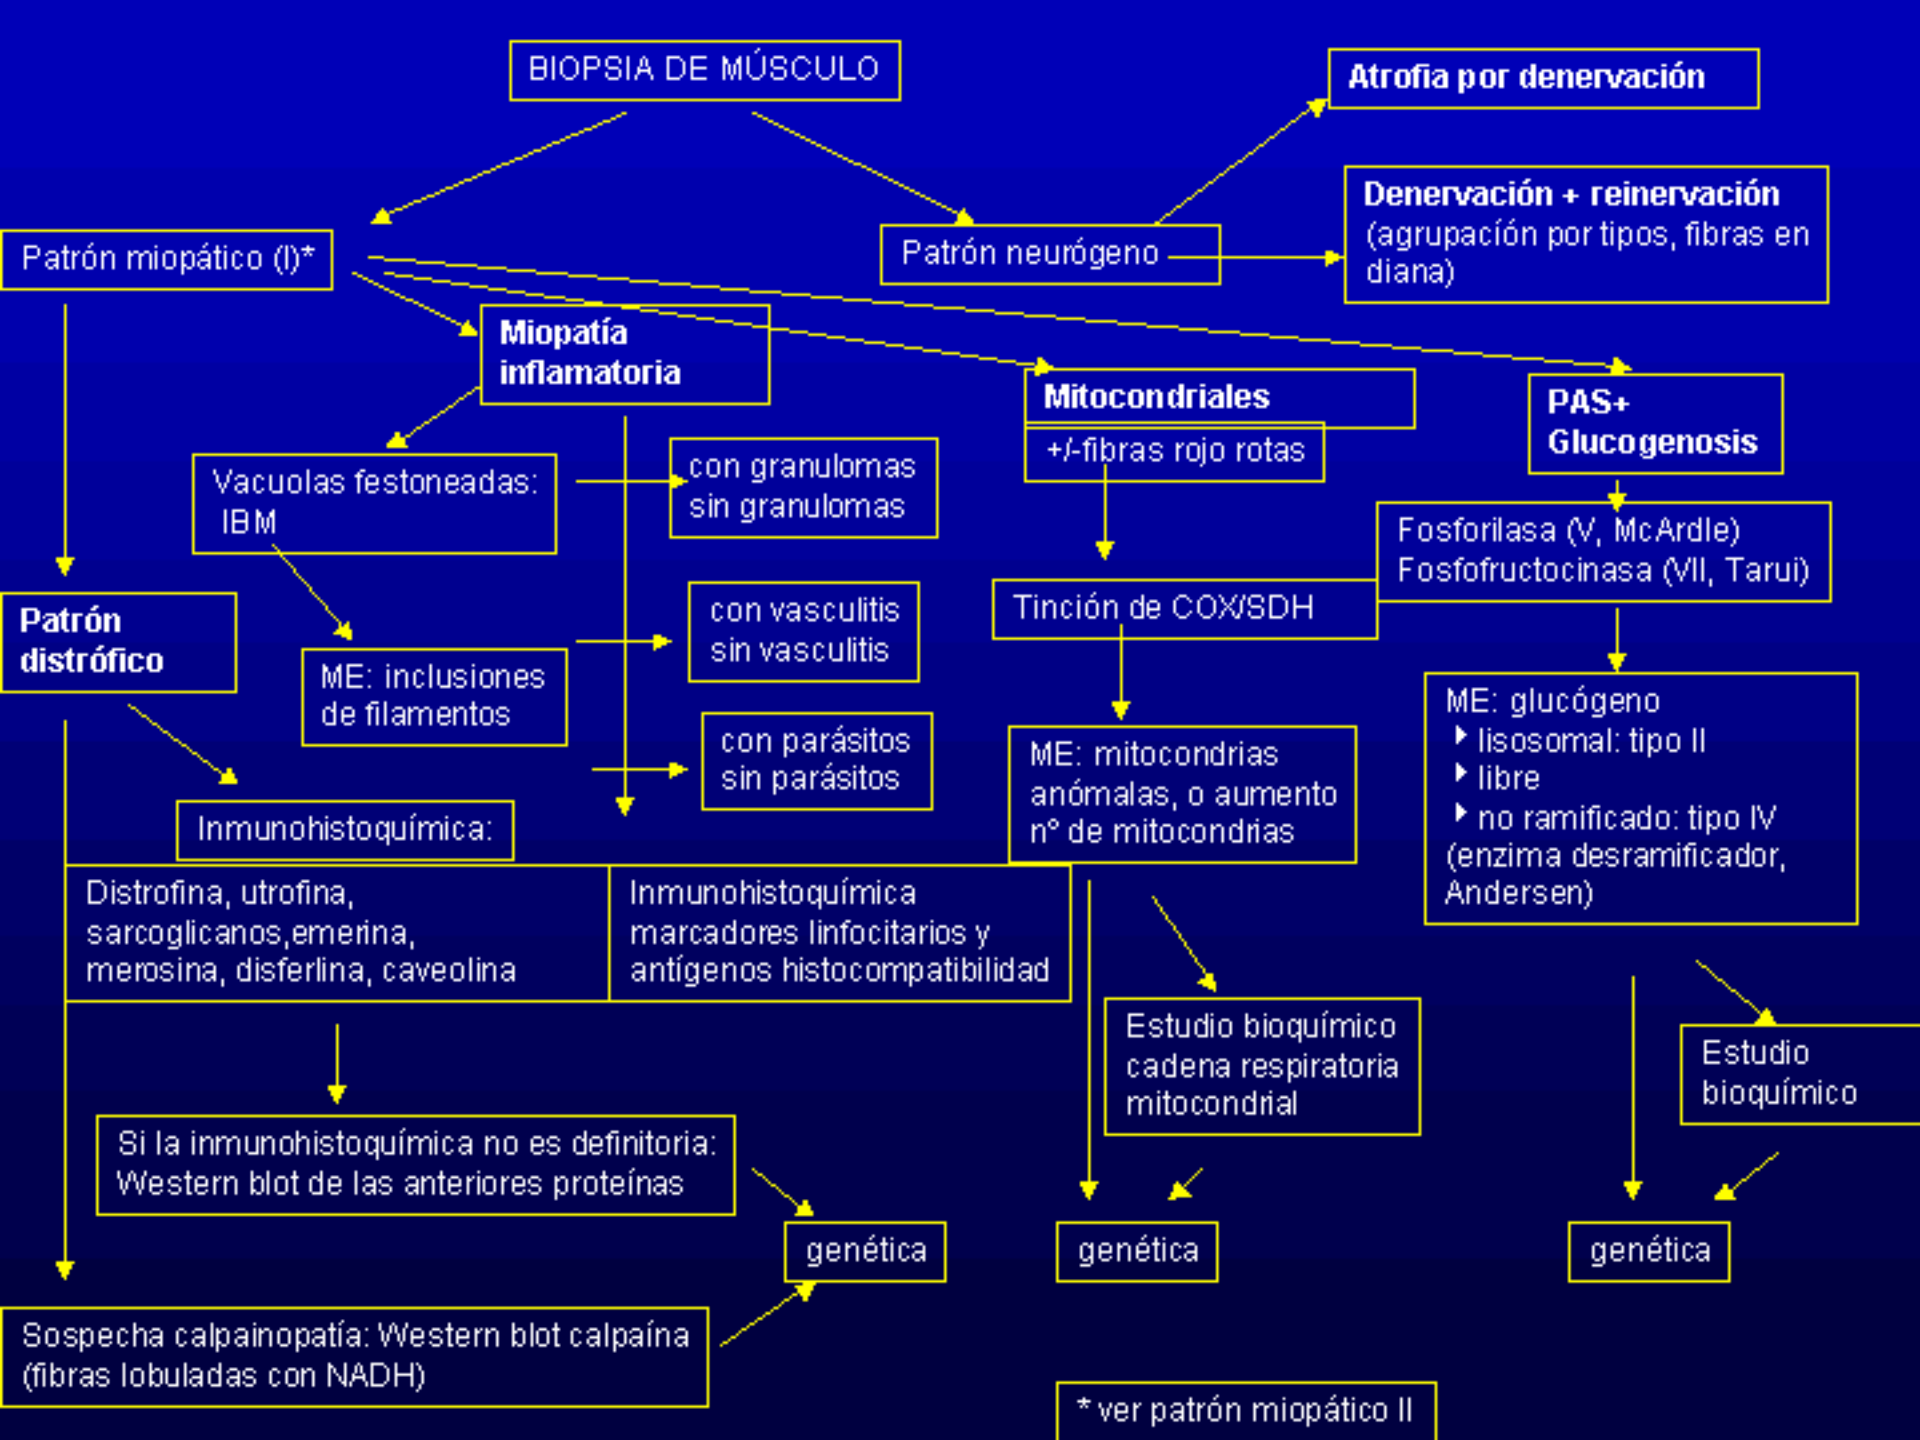 BIOPSIA DE MÚSCULO
Atrofia por denervación
Denervación + reinervación
(agrupación por tipos, fibras en
diana)
Patrón neurógeno
Patrón miopático (I)*
Miopatía
inflamatoria
Mitocondriales
+/-fibras rojo rotas
PAS+
Glucogenosis
Vacuolas festoneadas:
IBM
con granulomas
sin granulomas
Fosforilasa (V, McArdle)
Fosfofructocinasa (VII, Tarui)
Patrón
distrófico
ME: inclusiones
de filamentos
con vasculitis
sin vasculitis
Tinción de COX/SDH
con parásitos
sin parásitos
ME: mitocondrias
anómalas, o aumento
nº de mitocondrias
ME: glucógeno
lisosomal: tipo II
libre
no ramificado: tipo IV
(enzima desramificador,
Andersen)
Inmunohistoquímica:
Distrofina, utrofina,
sarcoglicanos,emerina,
merosina, disferlina, caveolina
Inmunohistoquímica
marcadores linfocitarios y
antígenos histocompatibilidad
Estudio bioquímico
cadena respiratoria
mitocondrial
Estudio
bioquímico
Si la inmunohistoquímica no es definitoria:
Western blot de las anteriores proteínas
genética
genética
genética
Sospecha calpainopatía: Western blot calpaína
(fibras lobuladas con NADH)
* ver patrón miopático II